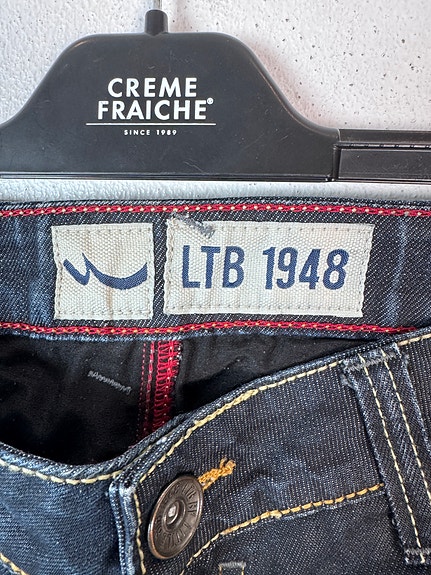 CREME
FRAICHE®
SINCE 1989
LTB 1948